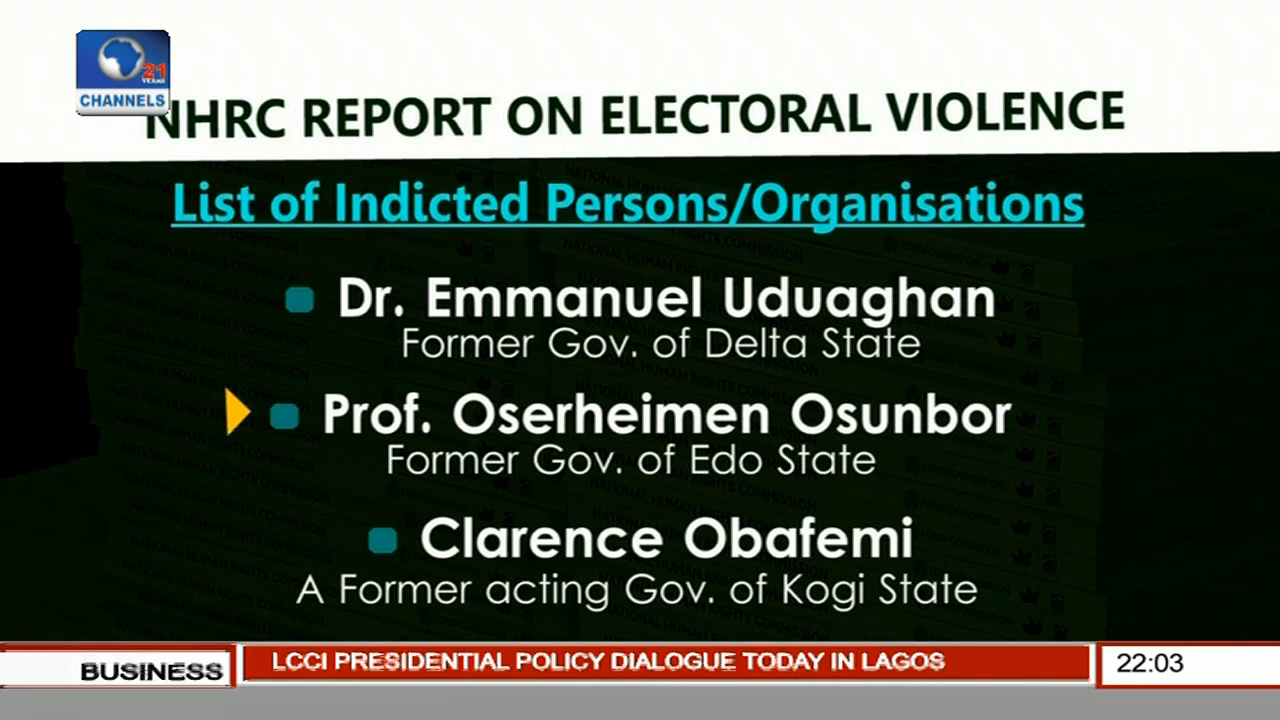 21
YEARS
CHANNELS
NHRC REPORT ON ELECTORAL VIOLENCE
List of Indicted Persons/Organisations
Dr. Emmanuel Uduaghan
Former Gov. of Delta State
Prof. Oserheimen Osunbor
Former Gov. of Edo State
Clarence Obafemi
A Former acting Gov. of Kogi State
BUSINESS
LCCI PRESIDENTIAL POLICY DIALOGUE TODAY IN LAGOS
22:03